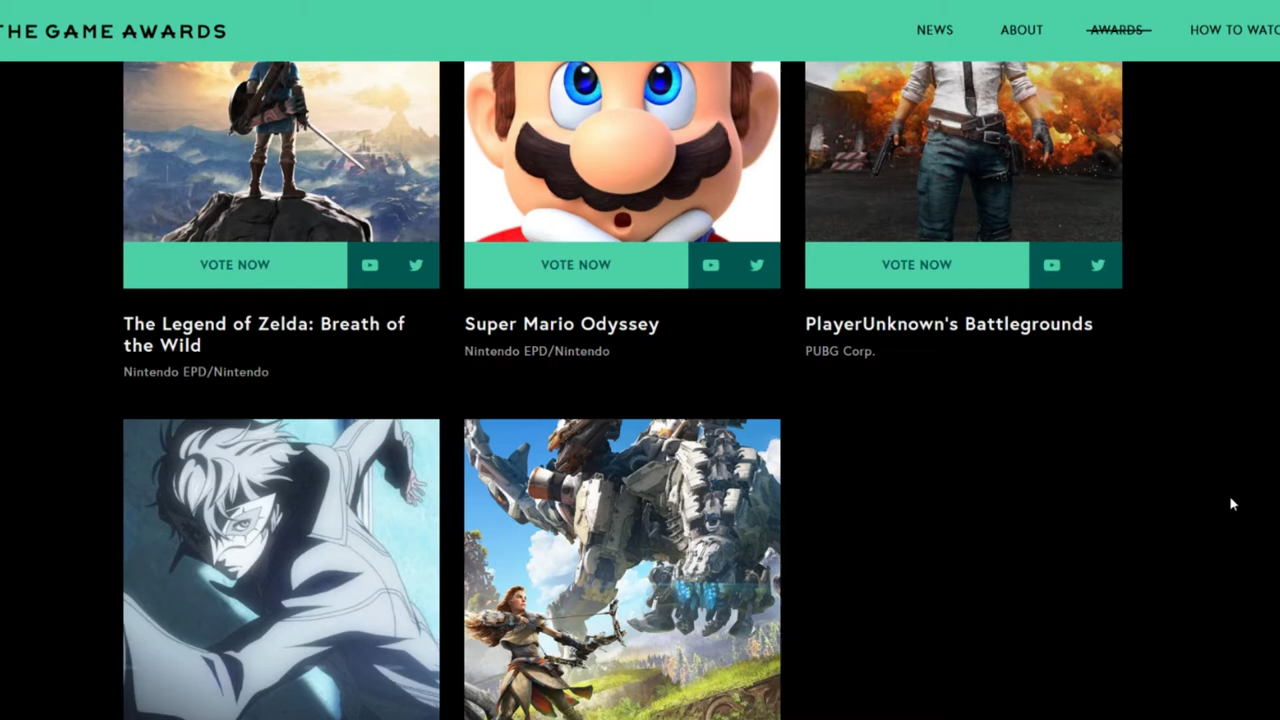 THE GAME AWARDS
NEWS ABOUT AWARDS HOW TO WATC
VOTE NOW VOTE NOW VOTE NOW
The Legend of Zelda: Breath of
the Wild
Nintendo EPD/Nintendo
Super Mario Odyssey
Nintendo EPD/Nintendo
PlayerUnknown's Battlegrounds
PUBG Corp.